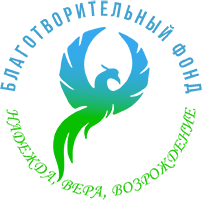 БЛАГОТВОРИТЕЛЬНЫЙ ФОНД
НАДЕЖДА, ВЕРА, ВОЗРОЖДЕНИЕ